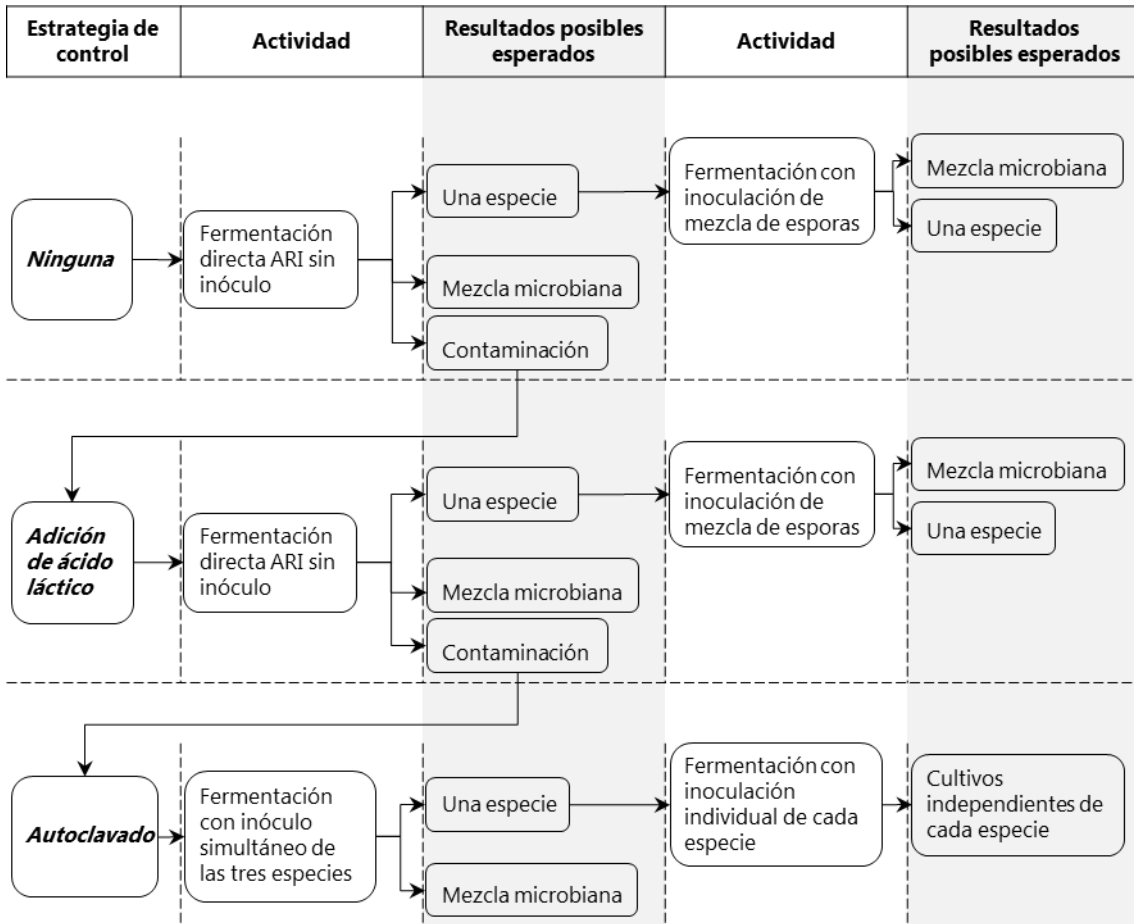 Estrategia de
control
Actividad
Resultados posibles
esperados
Actividad
Resultados
posibles esperados
Ninguna
Fermentación
directa ARI sin
inóculo
Una especie
Mezcla microbiana
Contaminación
Fermentación con
inoculación de
mezcla de esporas
Mezcla microbiana
Una especie
Adición
de ácido
láctico
Fermentación
directa ARI sin
inóculo
Una especie
Mezcla microbiana
Contaminación
Fermentación con
inoculación de
mezcla de esporas
Mezcla microbiana
Una especie
Autoclavado
Fermentación
con inóculo
simultáneo de
las tres especies
Una especie
Mezcla microbiana
Fermentación con
inoculación
individual de cada
especie
Cultivos
independientes de
cada especie